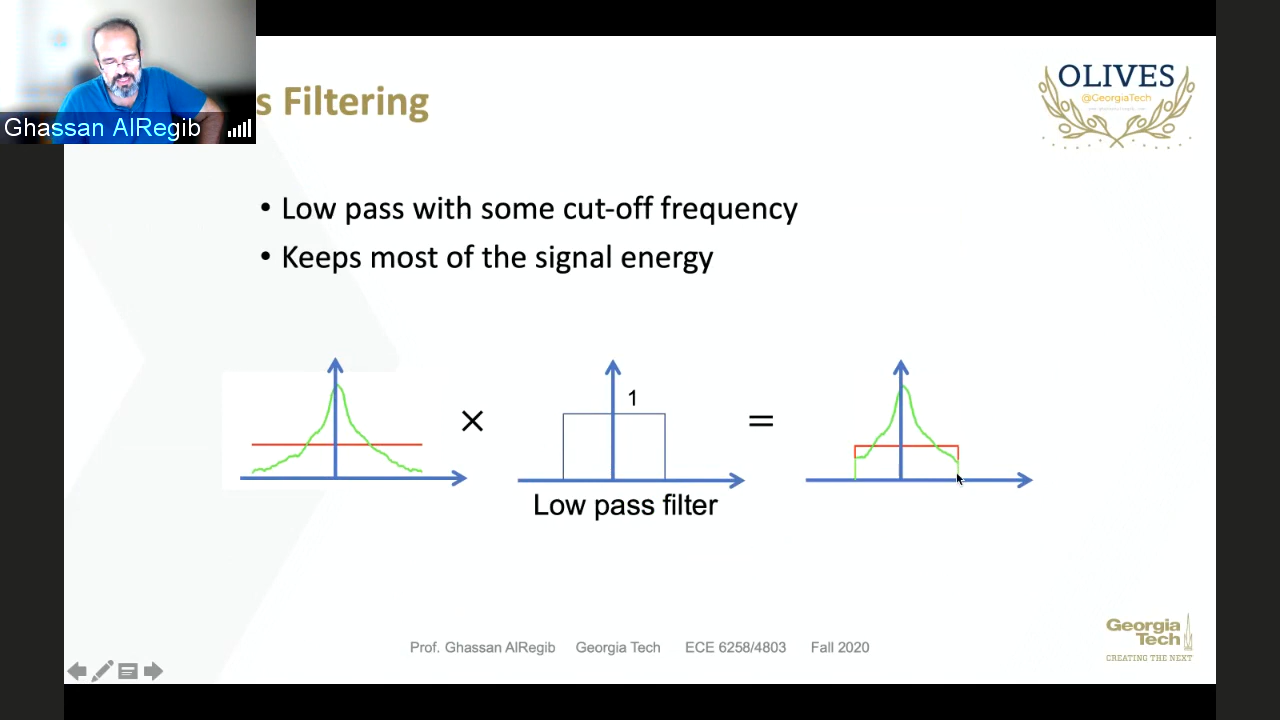 Ghassan AlRegib
s Filtering
OLIVES
@GeorgiaTech
• Low pass with some cut-off frequency
• Keeps most of the signal energy
×
1
=
Low pass filter
Prof. Ghassan AlRegib Georgia Tech ECE 6258/4803 Fall 2020
Georgia
Tech
CREATING THE NEXT